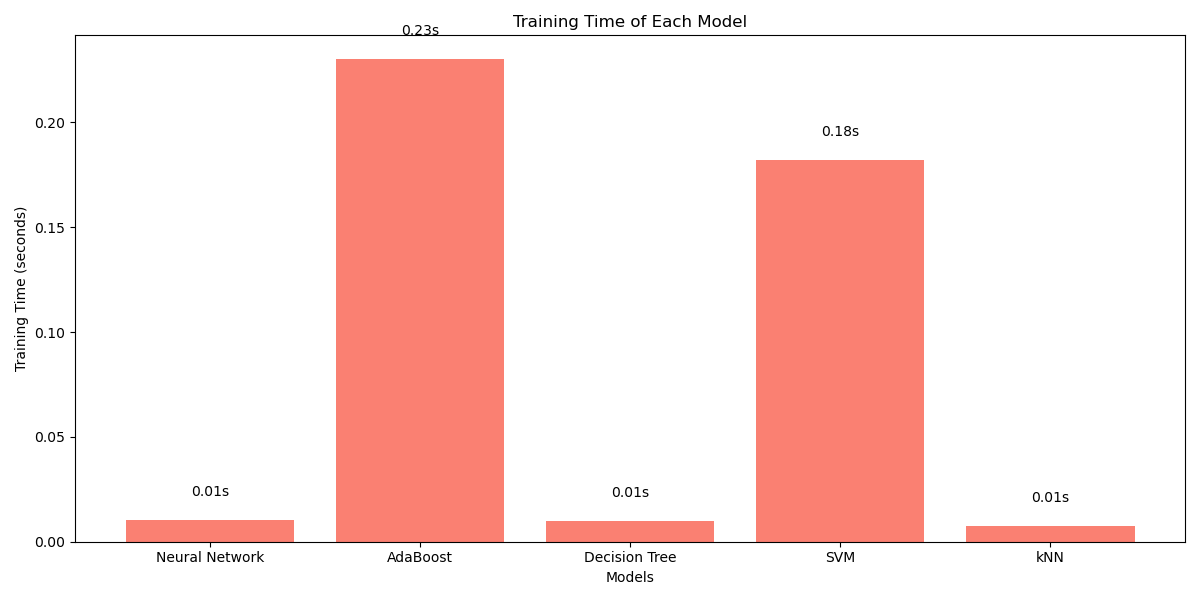 Training Time of Each Model
0.23s
0.20
0.18s
0.15
Training Time (seconds)
0.10
0.05
0.01s
0.01s
0.01s
0.00
Neural Network
AdaBoost
Decision Tree
SVM
kNN
Models